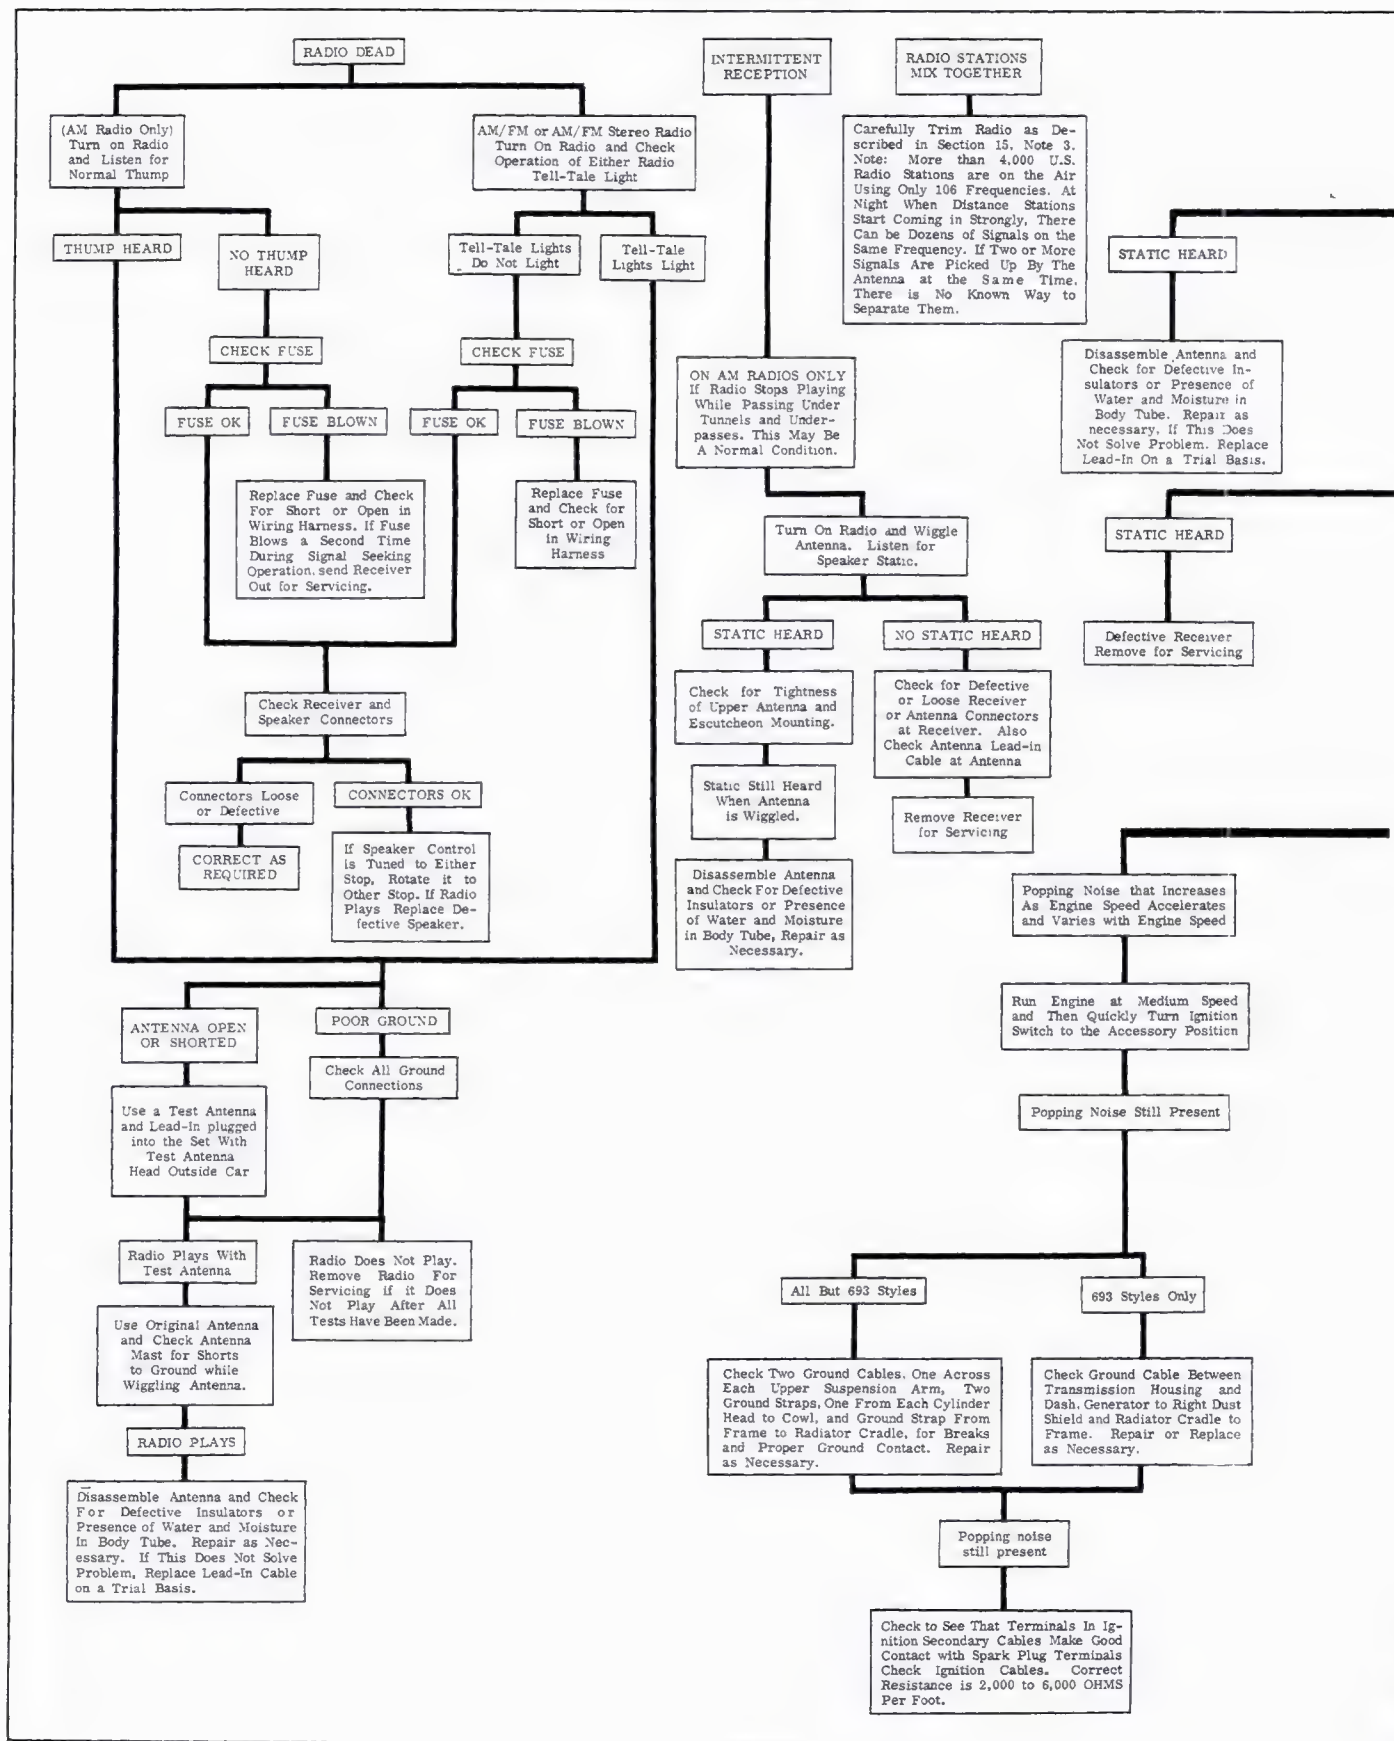 RADIO DEAD
(AM Radio Only)
Turn on Radio
and Listen for
Normal Thump
AM/FM or AM/FM Stereo Radio
Turn On Radio and Check
Operation of Either Radio
Tell-Tale Light
THUMP HEARD
NO THUMP
HEARD
Tell-Tale Lights
Do Not Light
Tell-Tale
Lights Light
CHECK FUSE
CHECK FUSE
FUSE OK
FUSE BLOWN
FUSE OK
FUSE BLOWN
Replace Fuse and Check
For Short or Open in
Wiring Harness. If Fuse
Blows a Second Time
During Signal Seeking
Operation, send Receiver
Out for Servicing.
Replace Fuse
and Check for
Short or Open
in Wiring
Harness
Check Receiver and
Speaker Connectors
Connectors Loose
or Defective
CONNECTORS OK
CORRECT AS
REQUIRED
If Speaker Control
is Tuned to Either
Stop, Rotate it to
Other Stop. If Radio
Plays Replace De-
fective Speaker.
ANTENNA OPEN
OR SHORTED
POOR GROUND
Check All Ground
Connections
Use a Test Antenna
and Lead-In plugged
into the Set With
Test Antenna
Head Outside Car
Radio Plays With
Test Antenna
Radio Does Not Play.
Remove Radio For
Servicing if it Does
Not Play After All
Tests Have Been Made.
Use Original Antenna
and Check Antenna
Mast for Shorts
to Ground while
Wiggling Antenna.
RADIO PLAYS
Disassemble Antenna and Check
For Defective Insulators or
Presence of Water and Moisture
In Body Tube. Repair as Nec-
essary. If This Does Not Solve
Problem, Replace Lead-In Cable
on a Trial Basis.
INTERMITTENT
RECEPTION
ON AM RADIOS ONLY
If Radio Stops Playing
While Passing Under
Tunnels and Under-
passes. This May Be
A Normal Condition.
Turn On Radio and Wiggle
Antenna. Listen for
Speaker Static.
STATIC HEARD
NO STATIC HEARD
Check for Tightness
of Upper Antenna and
Escutcheon Mounting.
Check for Defective
or Loose Receiver
or Antenna Connectors
at Receiver. Also
Check Antenna Lead-in
Cable at Antenna
Static Still Heard
When Antenna
is Wiggled.
Remove Receiver
for Servicing
Disassemble Antenna
and Check For Defective
Insulators or Presence
of Water and Moisture
in Body Tube, Repair as
Necessary.
RADIO STATIONS
MIX TOGETHER
Carefully Trim Radio as De-
scribed in Section 15, Note 3.
Note: More than 4,000 U.S.
Radio Stations are on the Air
Using Only 106 Frequencies. At
Night When Distance Stations
Start Coming in Strongly, There
Can be Dozens of Signals on the
Same Frequency. If Two or More
Signals Are Picked Up By The
Antenna at the Same Time.
There is No Known Way to
Separate Them.
STATIC HEARD
Disassemble Antenna and
Check for Defective In-
sulators or Presence of
Water and Moisture in
Body Tube. Repair as
necessary. If This Does
Not Solve Problem. Replace
Lead-In On a Trial Basis.
STATIC HEARD
Defective Receiver
Remove for Servicing
Popping Noise that Increases
As Engine Speed Accelerates
and Varies with Engine Speed
Run Engine at Medium Speed
and Then Quickly Turn Ignition
Switch to the Accessory Position
Popping Noise Still Present
All But 693 Styles
693 Styles Only
Check Two Ground Cables, One Across
Each Upper Suspension Arm, Two
Ground Straps, One From Each Cylinder
Head to Cowl, and Ground Strap From
Frame to Radiator Cradle, for Breaks
and Proper Ground Contact. Repair
as Necessary.
Check Ground Cable Between
Transmission Housing and
Dash, Generator to Right Dust
Shield and Radiator Cradle to
Frame. Repair or Replace
as Necessary.
Popping noise
still present
Check to See That Terminals In Ig-
nition Secondary Cables Make Good
Contact with Spark Plug Terminals
Check Ignition Cables. Correct
Resistance is 2,000 to 6,000 OHMS
Per Foot.